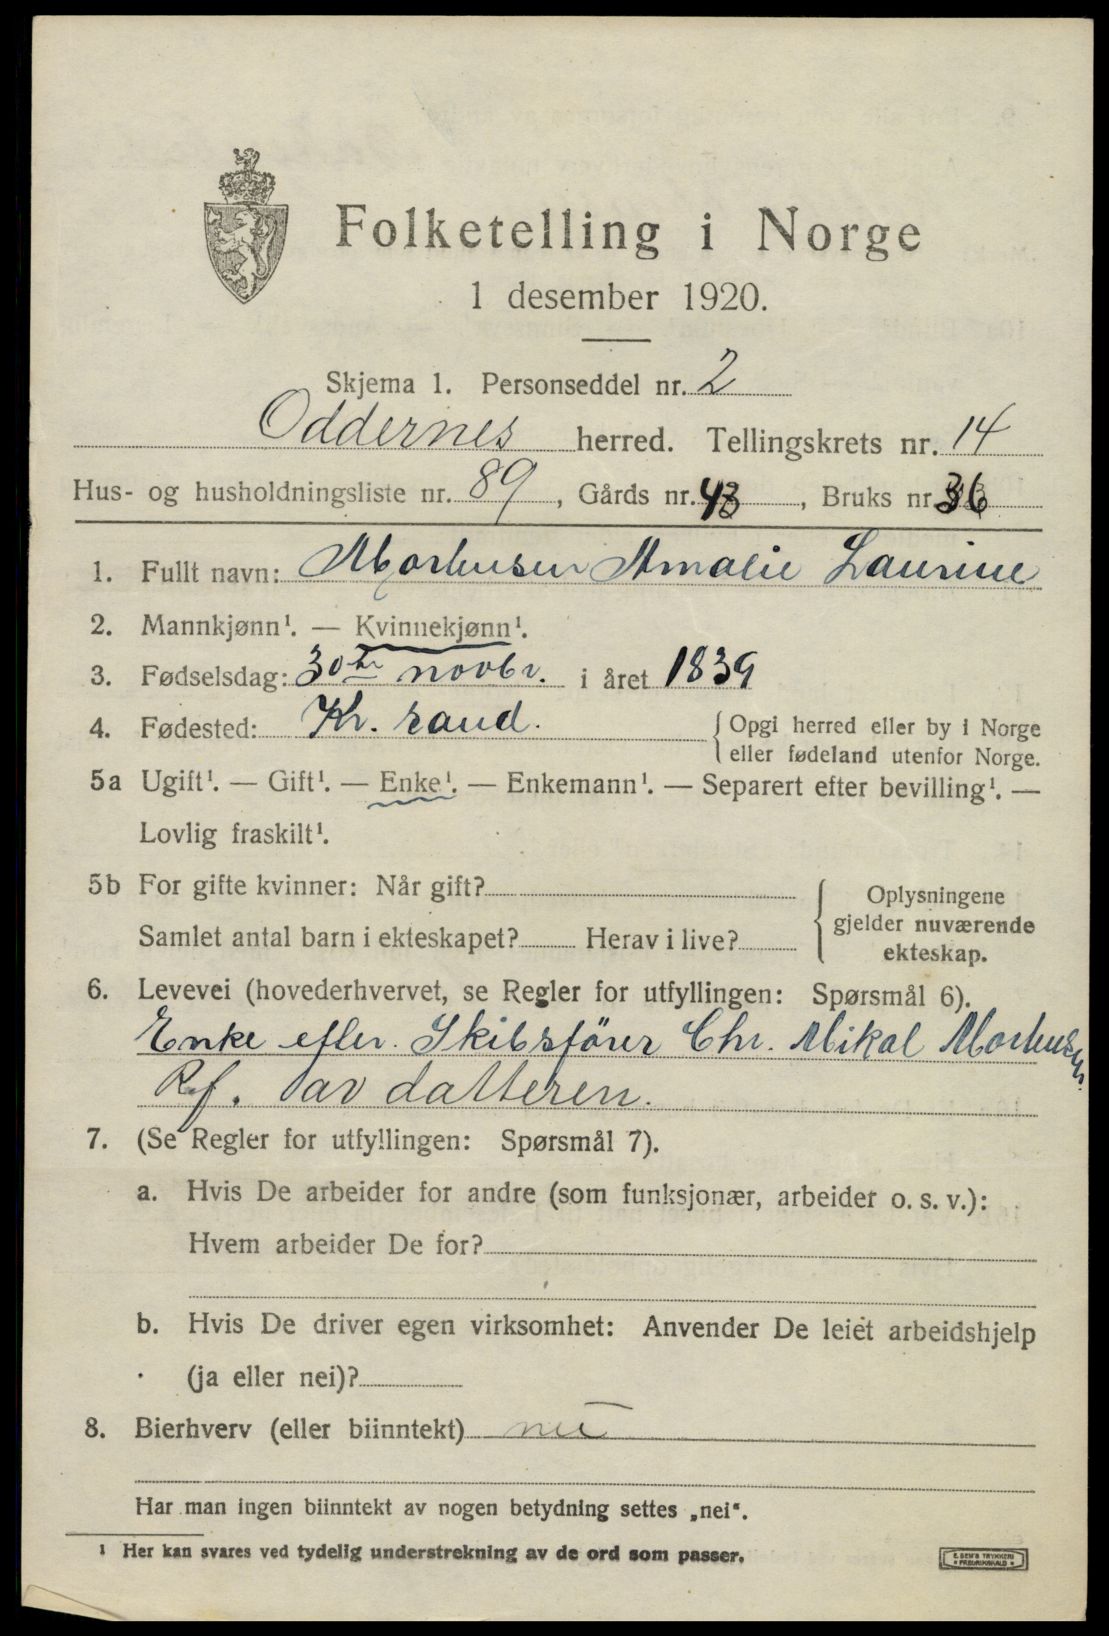 Folketelling i Norge
1 desember 1920.
Skjema 1. Personseddel nr. 2
Oddernes herred. Tellingskrets nr. 14
Hus- og husholdningsliste nr. 89, Gårds nr. 43, Bruks nr. 36
1. Fullt navn: Mortensen Amalie Laurine
2. Mannkjønn¹. — Kvinnekjønn¹.
3. Fødselsdag: 30te novbr. i året 1839
4. Fødested: Kr.sand. {Opgi herred eller by i Norge
eller fødeland utenfor Norge.
5a Ugift¹. — Gift¹. — Enke¹. — Enkemann¹. — Separert efter bevilling¹. —
Lovlig fraskilt¹.
5b For gifte kvinner: Når gift?
Samlet antal barn i ekteskapet? Herav i live?
{Oplysningene
gjelder nuværende
ekteskap.
6. Levevei (hovederhvervet, se Regler for utfyllingen: Spørsmål 6).
Enke efter. Skibsfører Chr. Mikal Mortensen.
Pf. av datteren.
7. (Se Regler for utfyllingen: Spørsmål 7).
a. Hvis De arbeider for andre (som funksjonær, arbeider o. s. v.):
Hvem arbeider De for?
b. Hvis De driver egen virksomhet: Anvender De leiet arbeidshjelp
(ja eller nei)?
8. Bierhverv (eller biinntekt) nei
Har man ingen biinntekt av nogen betydning settes „nei“.
¹ Her kan svares ved tydelig understrekning av de ord som passer.